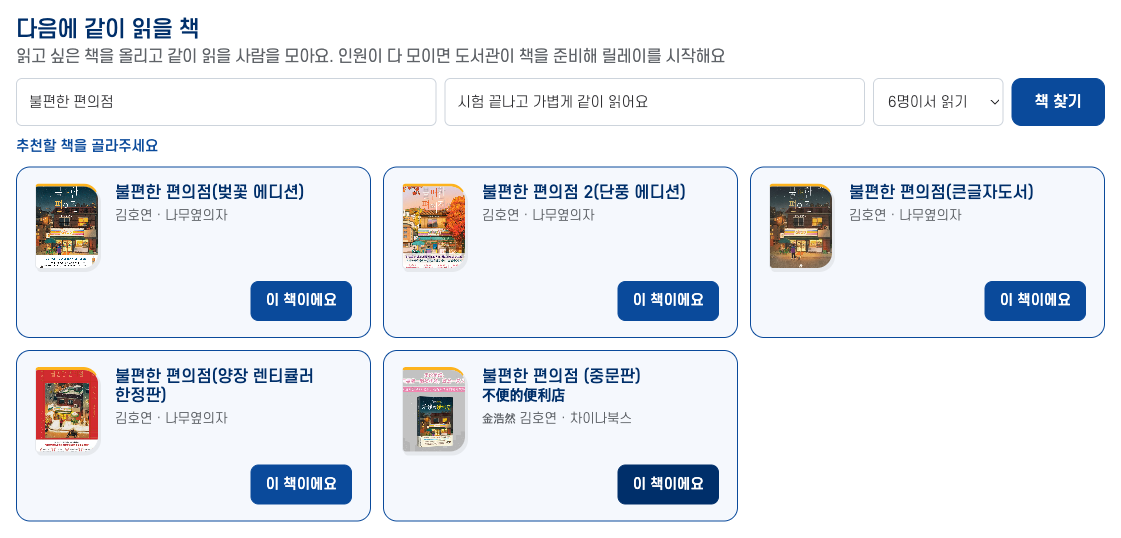 다음에 같이 읽을 책
읽고 싶은 책을 올리고 같이 읽을 사람을 모아요. 인원이 다 모이면 도서관이 책을 준비해 릴레이를 시작해요
불편한 편의점
시험 끝나고 가볍게 같이 읽어요
6명이서 읽기
책 찾기
추천할 책을 골라주세요
불편한 편의점(벚꽃 에디션)
김호연 · 나무옆의자
이 책이에요
불편한 편의점 2(단풍 에디션)
김호연 · 나무옆의자
이 책이에요
불편한 편의점(큰글자도서)
김호연 · 나무옆의자
이 책이에요
불편한 편의점(양장 렌티큘러
한정판)
김호연 · 나무옆의자
이 책이에요
불편한 편의점 (중문판)
不便的便利店
金浩然 김호연 · 차이나북스
이 책이에요